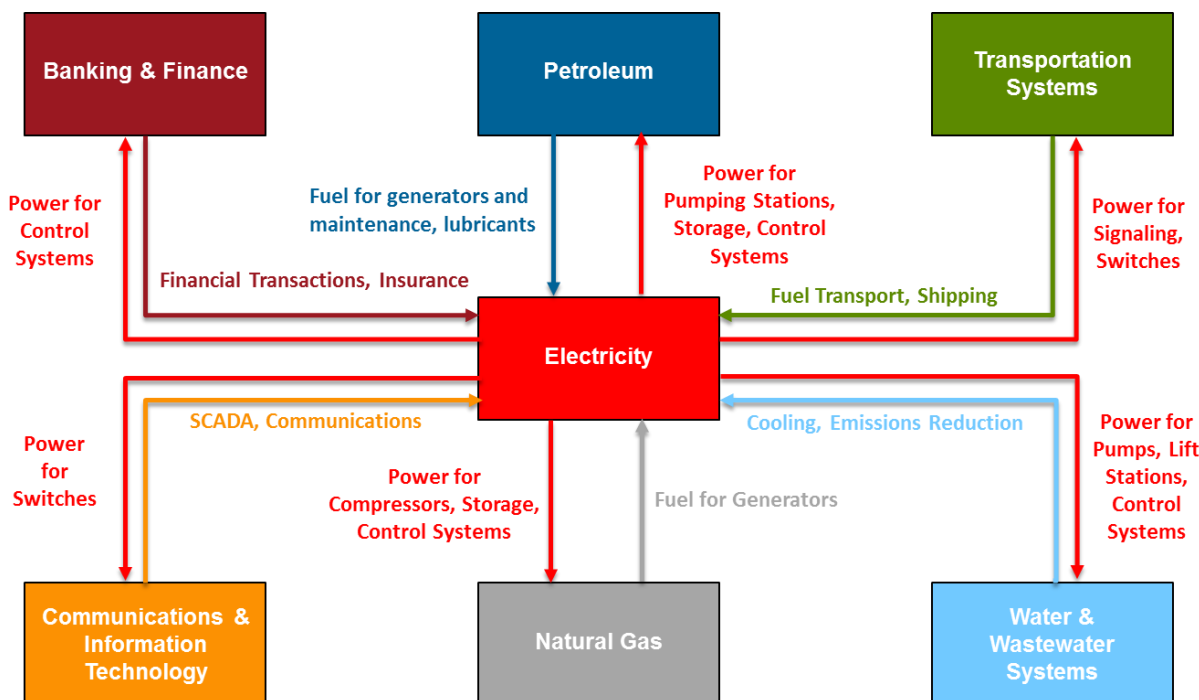 Banking & Finance
Petroleum
Transportation
Systems
Power for
Control
Systems
Fuel for generators and
maintenance, lubricants
Power for
Pumping Stations,
Storage, Control
Systems
Power for
Signaling,
Switches
Financial Transactions, Insurance
Fuel Transport, Shipping
Electricity
SCADA, Communications
Cooling, Emissions Reduction
Power
for
Switches
Power for
Compressors, Storage,
Control Systems
Fuel for Generators
Power for
Pumps, Lift
Stations,
Control
Systems
Communications &
Information
Technology
Natural Gas
Water &
Wastewater
Systems